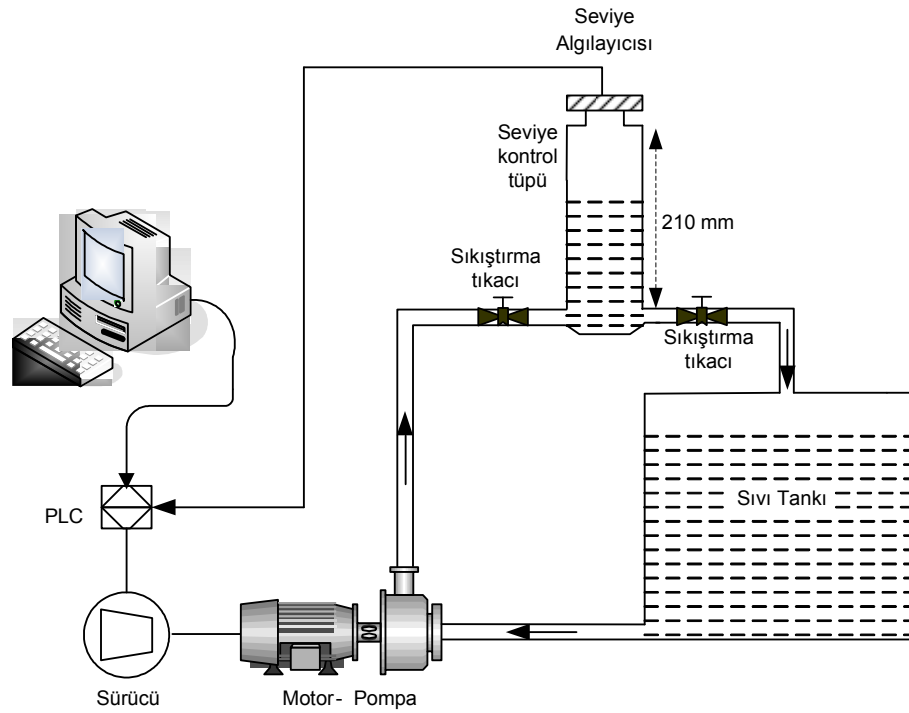 Seviye
Algılayıcısı
Seviye
kontrol
tüpü
210 mm
Sıkıştırma
tıkacı
Sıkıştırma
tıkacı
Sıvı Tankı
PLC
Sürücü
Motor- Pompa